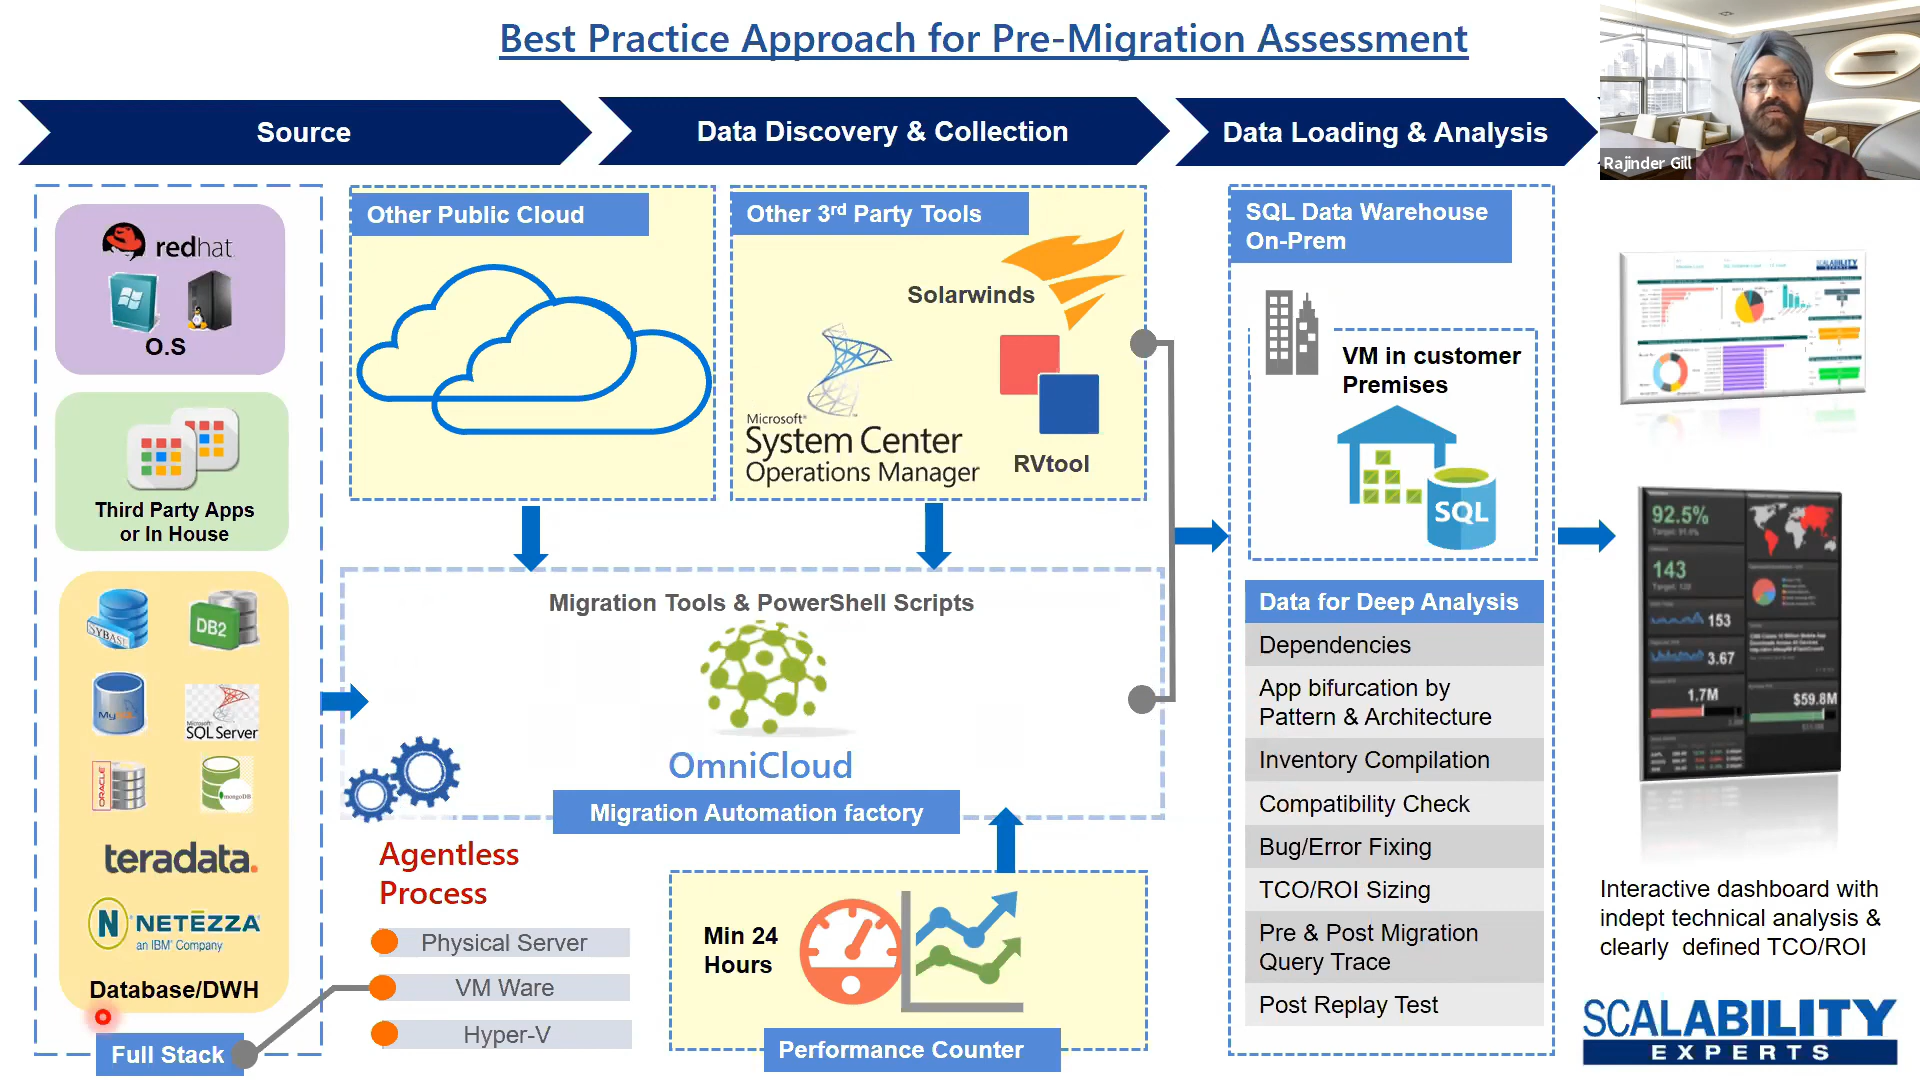 Best Practice Approach for Pre-Migration Assessment
Rajinder Gill
Source
Data Discovery & Collection
Data Loading & Analysis
redhat
O.S
Third Party Apps
or In House
SYBASE
DB2
MySQL
Microsoft
SQL Server
ORACLE
mongoDB
teradata.
N NETEZZA
an IBM Company
Database/DWH
Full Stack
Other Public Cloud
Other 3rd Party Tools
Solarwinds
Microsoft
System Center
Operations Manager
RVtool
Migration Tools & PowerShell Scripts
OmniCloud
Migration Automation factory
Agentless
Process
Physical Server
VM Ware
Hyper-V
Min 24
Hours
Performance Counter
SQL Data Warehouse
On-Prem
VM in customer
Premises
SQL
Data for Deep Analysis
Dependencies
App bifurcation by
Pattern & Architecture
Inventory Compilation
Compatibility Check
Bug/Error Fixing
TCO/ROI Sizing
Pre & Post Migration
Query Trace
Post Replay Test
SCALABILITY
EXPERTS
92.5%
143
153
3.67
1.7M
$59.8M
Interactive dashboard with
indept technical analysis &
clearly defined TCO/ROI
SCALABILITY
EXPERTS